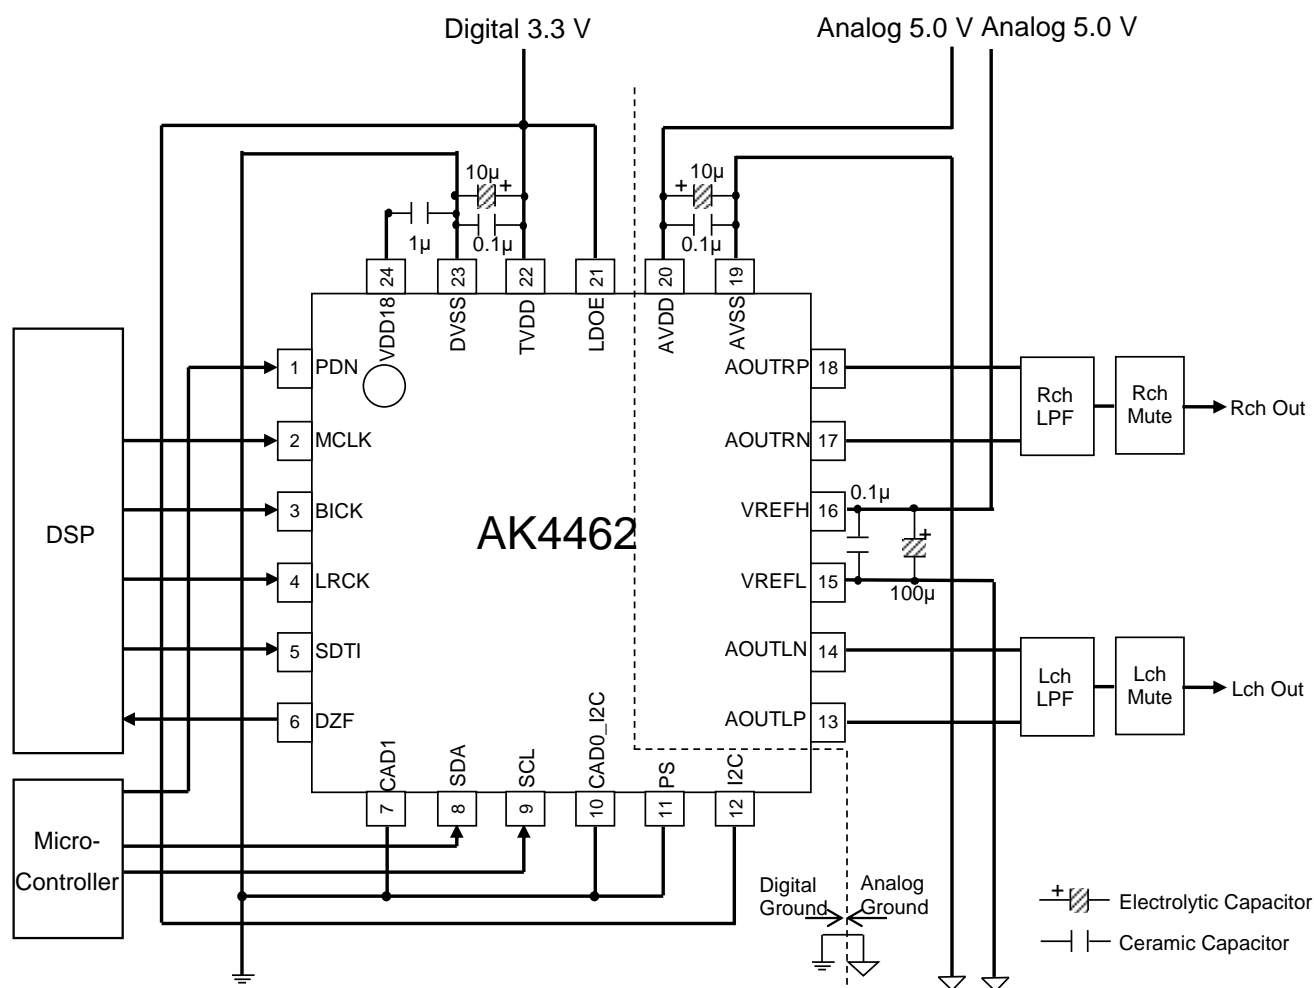 Digital 3.3 V
Analog 5.0 V Analog 5.0 V
10µ
+
1µ
0.1µ
+
10µ
0.1µ
24
23
22
21
20
19
VDD18
DVSS
TVDD
LDOE
AVDD
AVSS
DSP
1 PDN
2 MCLK
3 BICK
4 LRCK
5 SDTI
6 DZF
AK4462
AOUTRP 18
AOUTRN 17
VREFH 16
VREFL 15
AOUTLN 14
AOUTLP 13
0.1µ
+
100µ
Rch
LPF
Rch
Mute
Rch Out
Lch
LPF
Lch
Mute
Lch Out
CAD1
SDA
SCL
CAD0_I2C
PS
I2C
7
8
9
10
11
12
Micro-
Controller
Digital
Ground
Analog
Ground
+
Electrolytic Capacitor
Ceramic Capacitor